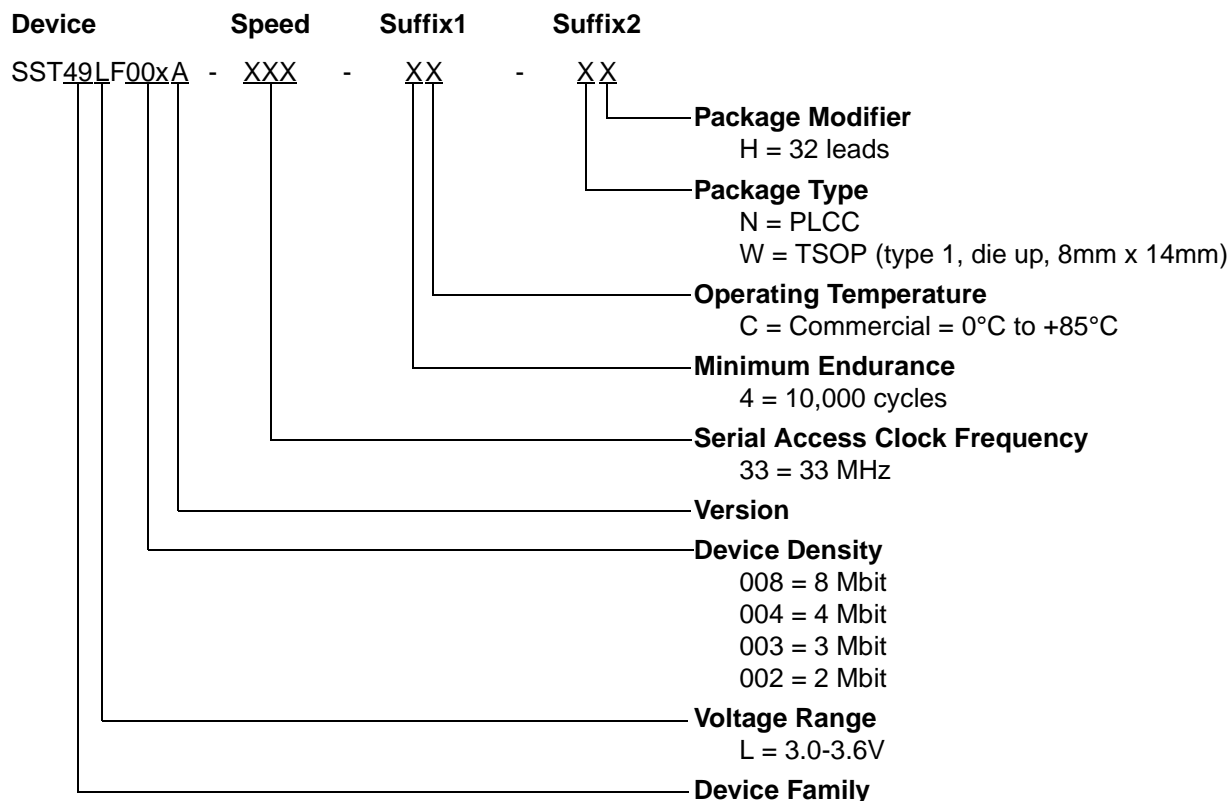 Device Speed Suffix1 Suffix2
SST49LF00xA - XXX - XX - XX
Package Modifier
H = 32 leads
Package Type
N = PLCC
W = TSOP (type 1, die up, 8mm x 14mm)
Operating Temperature
C = Commercial = 0°C to +85°C
Minimum Endurance
4 = 10,000 cycles
Serial Access Clock Frequency
33 = 33 MHz
Version
Device Density
008 = 8 Mbit
004 = 4 Mbit
003 = 3 Mbit
002 = 2 Mbit
Voltage Range
L = 3.0-3.6V
Device Family